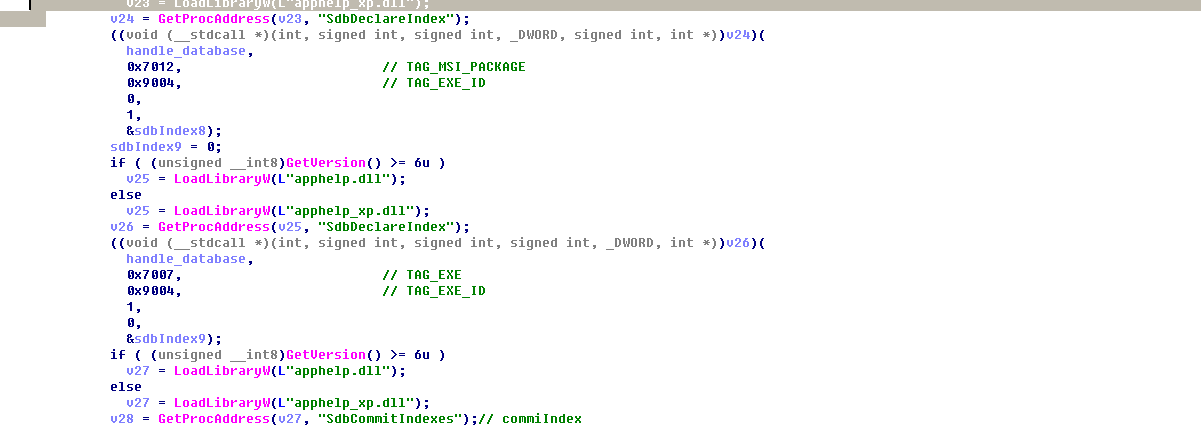 v23 = LoadLibraryW(L"apphelp_xp.dll");
v24 = GetProcAddress(v23, "SdbDeclareIndex");
((void (__stdcall *)(int, signed int, signed int, _DWORD, signed int, int *))v24)(
handle_database,
0x7012, // TAG_MSI_PACKAGE
0x9004, // TAG_EXE_ID
0,
1,
&sdbIndex8);
sdbIndex9 = 0;
if ( (unsigned __int8)GetVersion() >= 6u )
v25 = LoadLibraryW(L"apphelp.dll");
else
v25 = LoadLibraryW(L"apphelp_xp.dll");
v26 = GetProcAddress(v25, "SdbDeclareIndex");
((void (__stdcall *)(int, signed int, signed int, signed int, _DWORD, int *))v26)(
handle_database,
0x7007, // TAG_EXE
0x9004, // TAG_EXE_ID
1,
0,
&sdbIndex9);
if ( (unsigned __int8)GetVersion() >= 6u )
v27 = LoadLibraryW(L"apphelp.dll");
else
v27 = LoadLibraryW(L"apphelp_xp.dll");
v28 = GetProcAddress(v27, "SdbCommitIndexes");// commiIndex